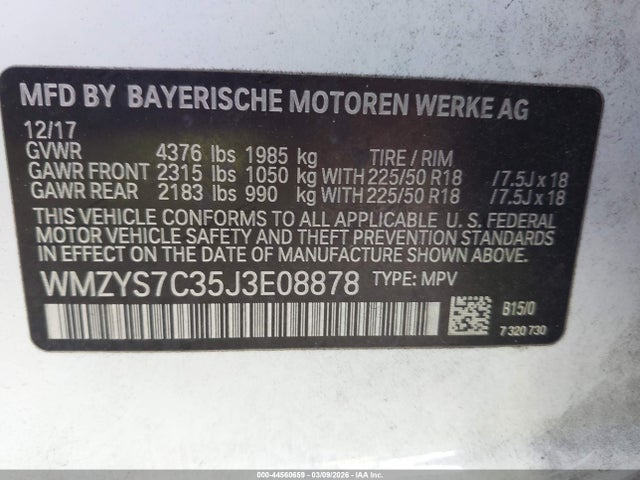 MFD BY BAYERISCHE MOTOREN WERKE AG
12/17
GVWR 4376 lbs 1985 kg TIRE / RIM
GAWR FRONT 2315 lbs 1050 kg WITH 225/50 R18 / 7.5J x 18
GAWR REAR 2183 lbs 990 kg WITH 225/50 R18 / 7.5J x 18
THIS VEHICLE CONFORMS TO ALL APPLICABLE U. S. FEDERAL
MOTOR VEHICLE SAFETY AND THEFT PREVENTION STANDARDS
IN EFFECT ON THE DATE OF MANUFACTURE SHOWN ABOVE.
WMZYS7C35J3E08878 TYPE: MPV
B15/0
7 320 730
000-44560659 | 03/09/2026 - COPYRIGHT IAA, LLC.